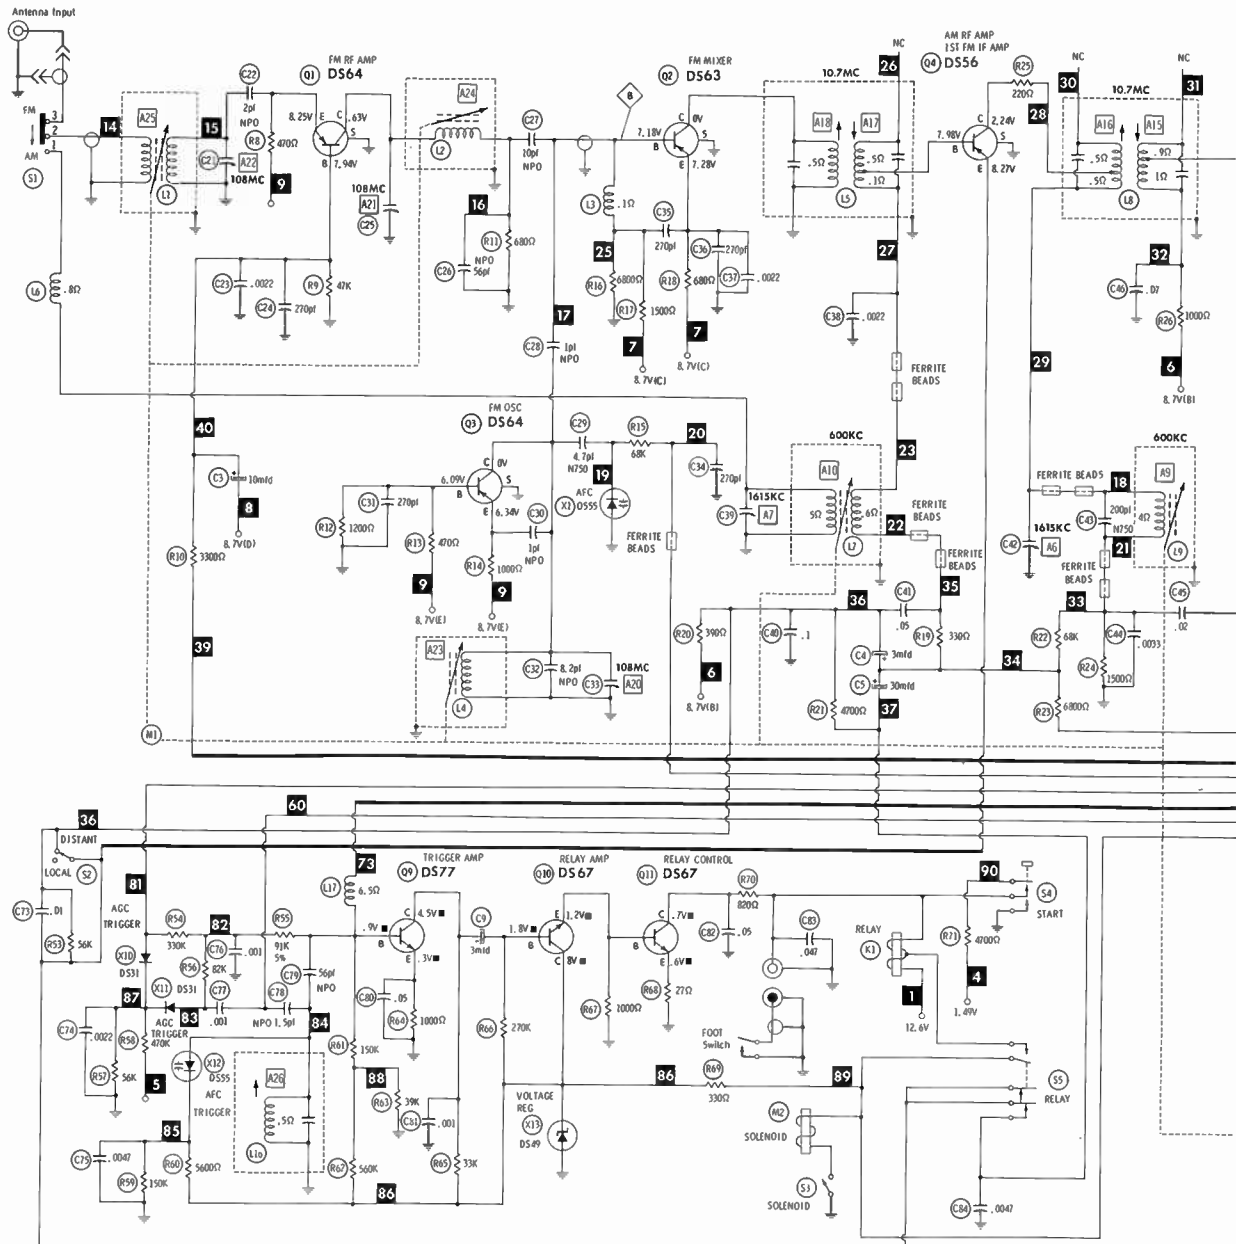 Antenna Input
FM
3
2
1
AM
S1
14
A25
L1
15
C22
2pf
NPO
R8
470Ω
C21
A22
108MC
9
FM RF AMP
Q1 DS64
8.25V
E
C
.63V
S
B
7.94V
A24
L2
108MC
A21
C25
16
R11
680Ω
NPO
C26
56pf
C27
10pf
NPO
B
FM MIXER
Q2 DS63
7.18V
C
S
B
E
7.28V
L3
.1Ω
25
C35
270pf
R16
6800Ω
R17
1500Ω
R18
680Ω
C36
270pf
C37
.0022
7
8.7V(C)
7
8.7V(C)
17
C28
1pf
NPO
10.7MC
A18
A17
.5Ω
.5Ω
.1Ω
L5
NC
26
27
C38
.0022
FERRITE
BEADS
AM RF AMP
1ST FM IF AMP
Q4 DS56
7.98V
B
C
2.24V
S
E
8.27V
R25
220Ω
28
NC
30
10.7MC
NC
31
A16
A15
.5Ω
.5Ω
.9Ω
1Ω
L8
29
32
C46
R26
1000Ω
6
8.7V(B)
L6
.8Ω
C23
.0022
C24
270pf
R9
47K
40
C3
10mfd
8
8.7V(D)
R10
3300Ω
39
M1
FM OSC
Q3 DS64
6.09V
B
C
0V
S
E
6.34V
R12
1200Ω
C31
270pf
R13
470Ω
9
8.7V(E)
R14
1000Ω
9
8.7V(E)
C30
1pf
NPO
C29
4.7pf
N750
R15
68K
19
AFC
DS55
20
C34
270pf
FERRITE
BEADS
A23
L4
C32
8.2pf
NPO
C33
108MC
A20
1615KC
C39
A7
600KC
A10
5Ω
6Ω
L7
23
22
FERRITE
BEADS
FERRITE
BEADS
35
R20
390Ω
6
8.7V(B)
C40
.1
36
C41
.05
R19
330Ω
C4
3mfd
C5
30mfd
37
R21
4700Ω
34
FERRITE BEADS
18
200pf
C43
N750
21
FERRITE
BEADS
600KC
A9
4Ω
L9
1615KC
C42
A6
33
R22
68K
C44
.0033
R24
1500Ω
R23
6800Ω
C45
.02
36
DISTANT
LOCAL
S2
C73
R53
56K
81
AGC
TRIGGER
X10
DS31
R54
330K
82
R56
82K
C76
.001
R55
91K
5%
60
X11
DS31
87
AGC
TRIGGER
83
C77
.001
C78
NPO 1.5pf
C79
56pf
NPO
84
C74
.0022
R57
56K
R58
470K
5
X12
DS55
AFC
TRIGGER
A26
.5Ω
L10
85
C75
.0047
R59
150K
R60
5600Ω
73
L17
6.5Ω
TRIGGER AMP
Q9 DS77
.9V
B
C
4.5V
E
.3V
C80
.05
R64
1000Ω
R61
150K
88
R63
39K
C81
.001
R62
560K
R65
33K
86
C9
3mfd
RELAY AMP
Q10 DS67
1.8V
B
E
1.2V
C
.8V
R66
270K
R67
1000Ω
VOLTAGE
REG
X13
DS49
RELAY CONTROL
Q11 DS67
C
.7V
B
E
.6V
R68
27Ω
R70
820Ω
C82
.05
C83
.047
FOOT
Switch
86
R69
330Ω
89
M2
SOLENOID
S3
SOLENOID
RELAY
K1
1
12.6V
R71
4700Ω
4
1.49V
90
S4
START
S5
RELAY
C84
.0047